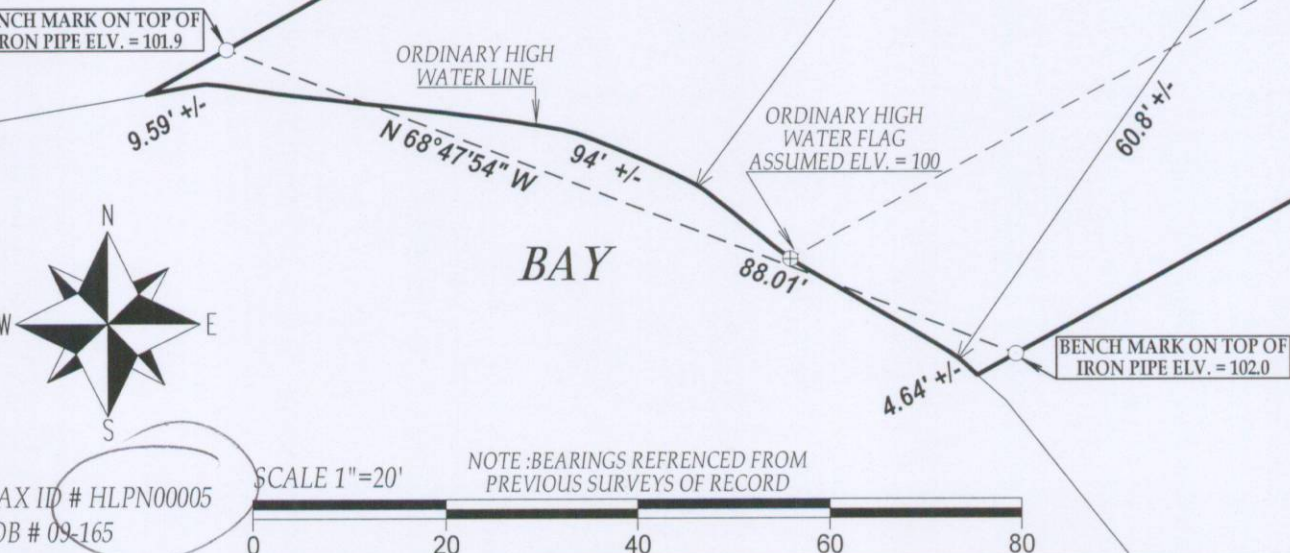 NCH MARK ON TOP OF
RON PIPE ELV. = 101.9
ORDINARY HIGH
WATER LINE
9.59' +/-
N 68°47'54" W
94' +/-
ORDINARY HIGH
WATER FLAG
ASSUMED ELV. = 100
60.8' +/-
BAY
88.01'
N
W
E
S
BENCH MARK ON TOP OF
IRON PIPE ELV. = 102.0
4.64' +/-
SCALE 1"=20'
NOTE :BEARINGS REFRENCED FROM
PREVIOUS SURVEYS OF RECORD
AX ID # HLPN00005
OB # 09-165
0 20 40 60 80